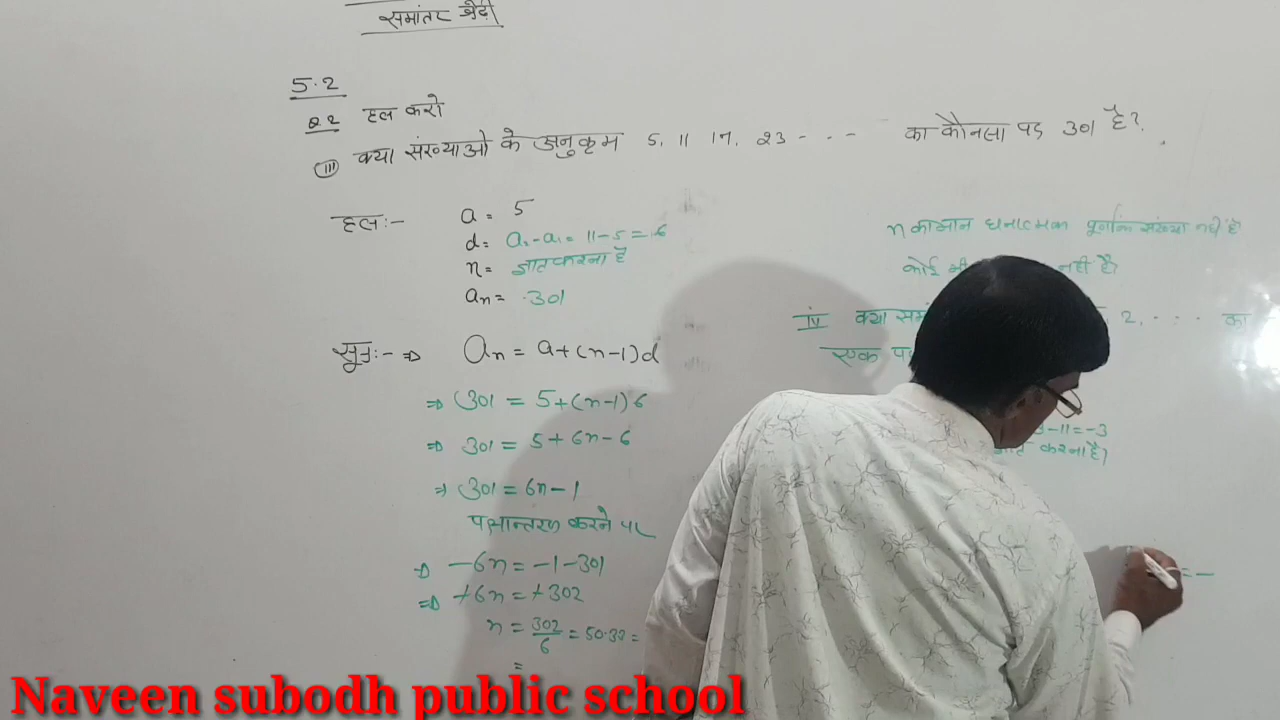 समांतर श्रेढ़ी
5.2
Q2 हल करो
(iii) क्या संख्याओ के अनुक्रम 5, 11 17, 23 - . . - का कौनसा पद 301 है?
हल:- a = 5
d = a₂-a₁ = 11-5 = 6
n = ज्ञात करना है
an = 301
सूत्र:- ⇒ an = a+(n-1)d
⇒ 301 = 5+(n-1)6
⇒ 301 = 5+6n-6
⇒ 301 = 6n-1
पक्षान्तरण करने पर
⇒ -6n = -1-301
⇒ +6n = +302
n = 302/6 = 50.33 =
=
n का मान धनात्मक पूर्णांक संख्या नहीं है
कोई नहीं है?
iv क्या 2, . . . . का
एक
-11 = -3
करना है?
= -
Naveen subodh public school